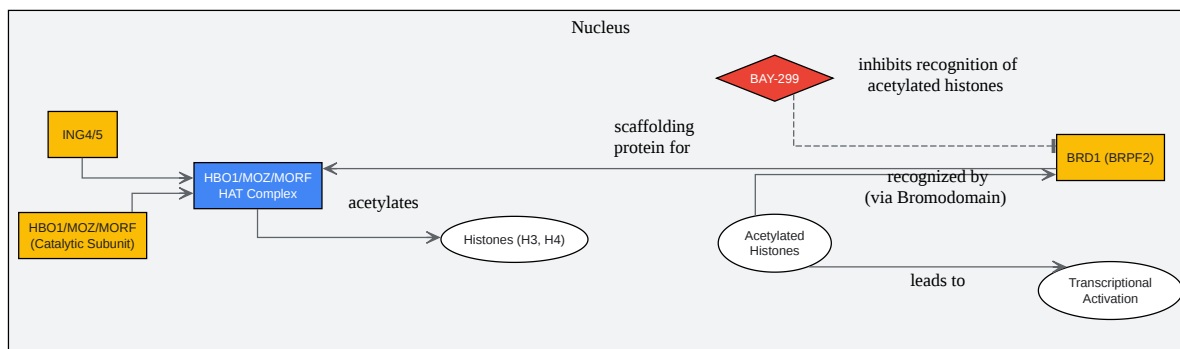 Nucleus
BAY-299
inhibits recognition of
acetylated histones
ING4/5
scaffolding
protein for
BRD1 (BRPF2)
HBO1/MOZ/MORF
HAT Complex
recognized by
(via Bromodomain)
acetylates
HBO1/MOZ/MORF
(Catalytic Subunit)
Histones (H3, H4)
Acetylated
Histones
leads to
Transcriptional
Activation